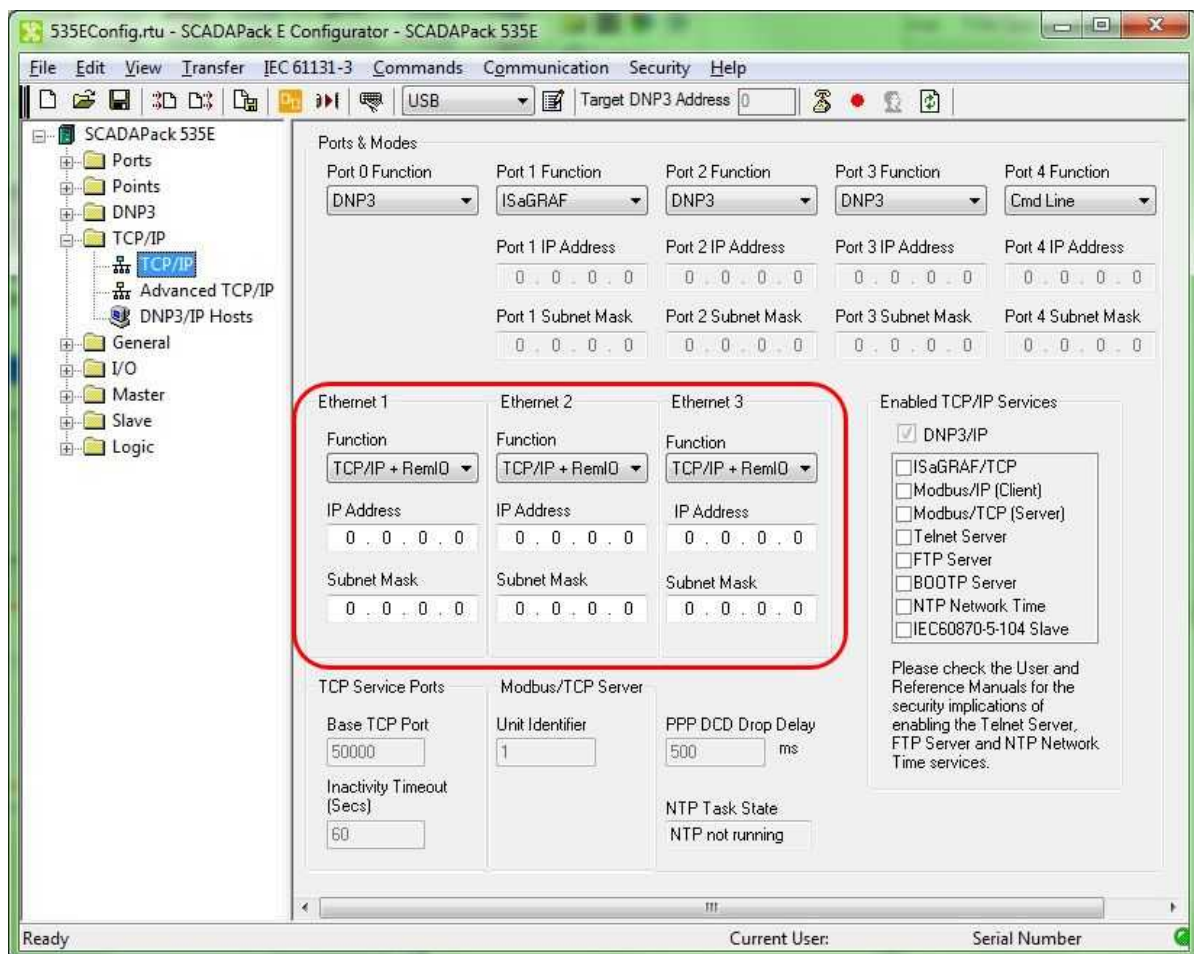 535EConfig.rtu - SCADAPack E Configurator - SCADAPack 535E
File Edit View Transfer IEC 61131-3 Commands Communication Security Help
USB Target DNP3 Address 0
SCADAPack 535E
Ports
Points
DNP3
TCP/IP
TCP/IP
Advanced TCP/IP
DNP3/IP Hosts
General
I/O
Master
Slave
Logic
Ports & Modes
Port 0 Function Port 1 Function Port 2 Function Port 3 Function Port 4 Function
DNP3 ISaGRAF DNP3 DNP3 Cmd Line
Port 1 IP Address Port 2 IP Address Port 3 IP Address Port 4 IP Address
0 . 0 . 0 . 0 0 . 0 . 0 . 0 0 . 0 . 0 . 0 0 . 0 . 0 . 0
Port 1 Subnet Mask Port 2 Subnet Mask Port 3 Subnet Mask Port 4 Subnet Mask
0 . 0 . 0 . 0 0 . 0 . 0 . 0 0 . 0 . 0 . 0 0 . 0 . 0 . 0
Ethernet 1 Ethernet 2 Ethernet 3
Function Function Function
TCP/IP + RemIO TCP/IP + RemIO TCP/IP + RemIO
IP Address IP Address IP Address
0 . 0 . 0 . 0 0 . 0 . 0 . 0 0 . 0 . 0 . 0
Subnet Mask Subnet Mask Subnet Mask
0 . 0 . 0 . 0 0 . 0 . 0 . 0 0 . 0 . 0 . 0
Enabled TCP/IP Services
DNP3/IP
ISaGRAF/TCP
Modbus/IP (Client)
Modbus/TCP (Server)
Telnet Server
FTP Server
BOOTP Server
NTP Network Time
IEC60870-5-104 Slave
Please check the User and
Reference Manuals for the
security implications of
enabling the Telnet Server,
FTP Server and NTP Network
Time services.
TCP Service Ports Modbus/TCP Server
Base TCP Port Unit Identifier PPP DCD Drop Delay
50000 1 500 ms
Inactivity Timeout
(Secs)
60
NTP Task State
NTP not running
Ready Current User: Serial Number